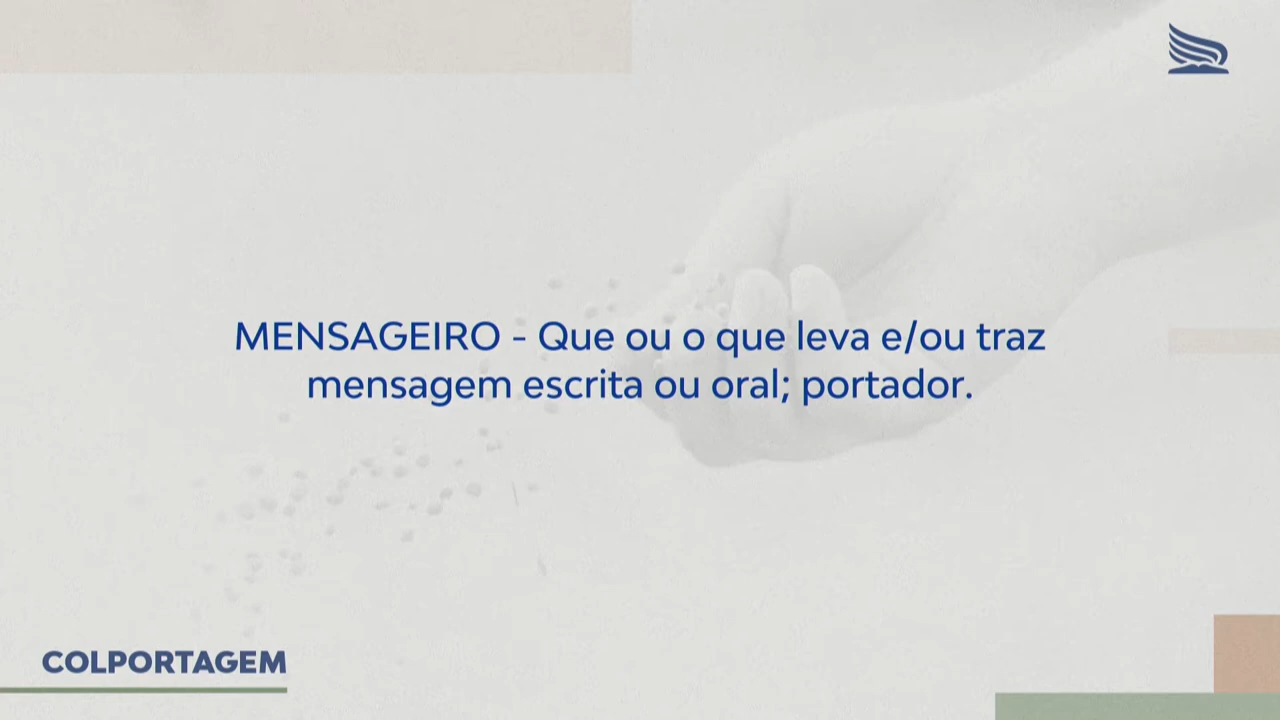 MENSAGEIRO - Que ou o que leva e/ou traz
mensagem escrita ou oral; portador.
COLPORTAGEM